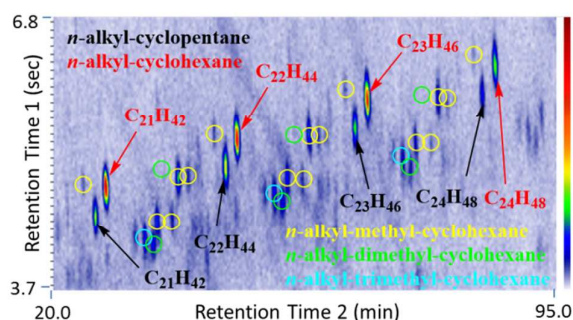 6.8
n-alkyl-cyclopentane
n-alkyl-cyclohexane
C23H46
C22H44
C21H42
Retention Time 1 (sec)
C22H44
C23H46
C24H48
C24H48
C21H42
n-alkyl-methyl-cyclohexane
n-alkyl-dimethyl-cyclohexane
n-alkyl-trimethyl-cyclohexane
3.7
20.0
Retention Time 2 (min)
95.0